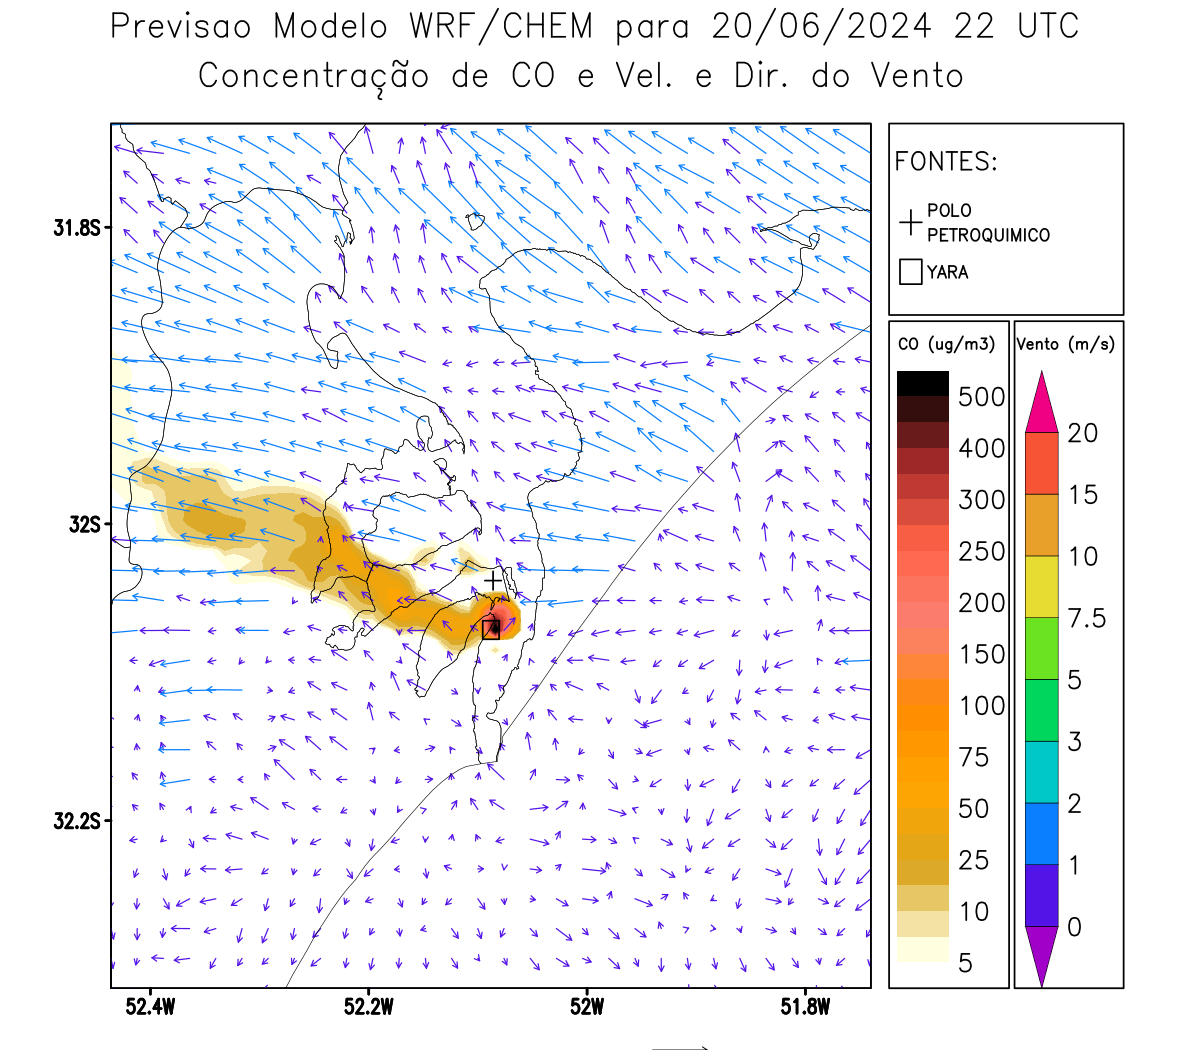 Previsao Modelo WRF/CHEM para 20/06/2024 22 UTC
Concentração de CO e Vel. e Dir. do Vento
FONTES:
POLO
PETROQUIMICO
YARA
CO (ug/m3)
500
400
300
250
200
150
100
75
50
25
10
5
Vento (m/s)
20
15
10
7.5
5
3
2
1
0
31.8S
32S
32.2S
52.4W
52.2W
52W
51.8W